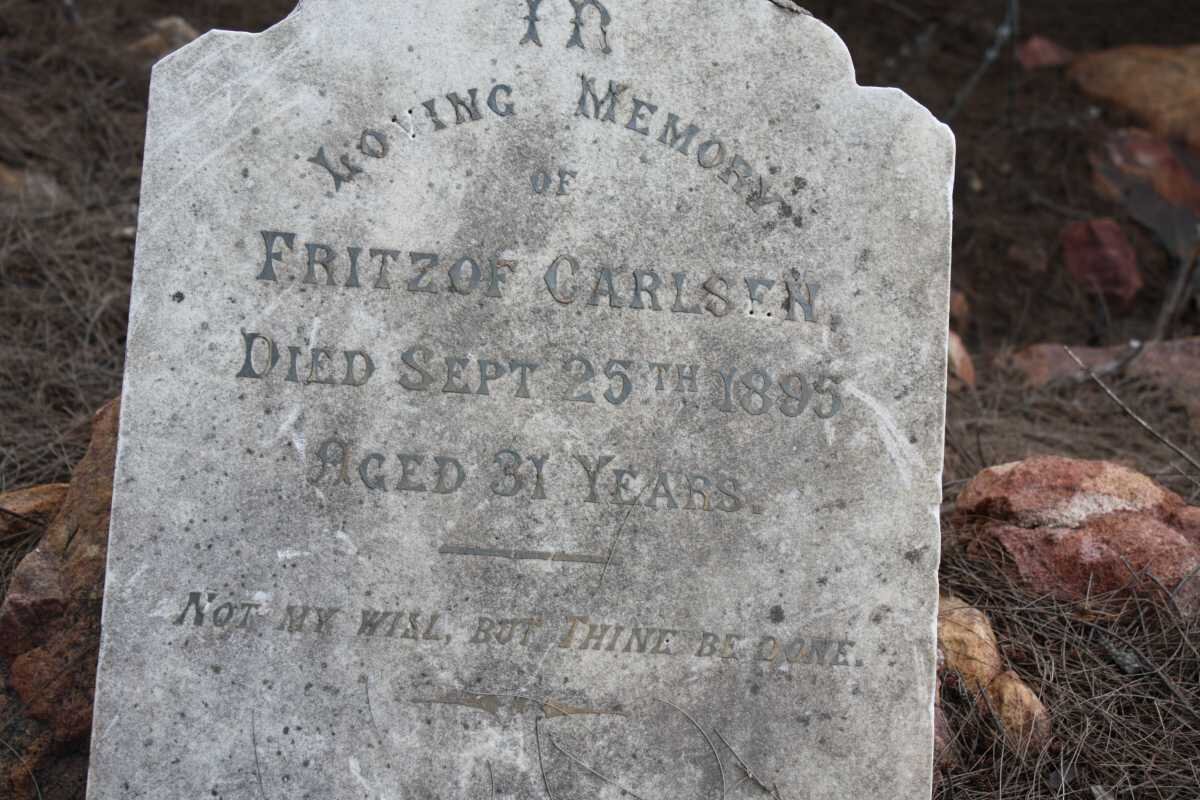 In
Loving Memory
OF
FRITZOF CARLSEN.
DIED SEPT 25TH 1895
AGED 31 YEARS.
NOT MY WILL, BUT THINE BE DONE.